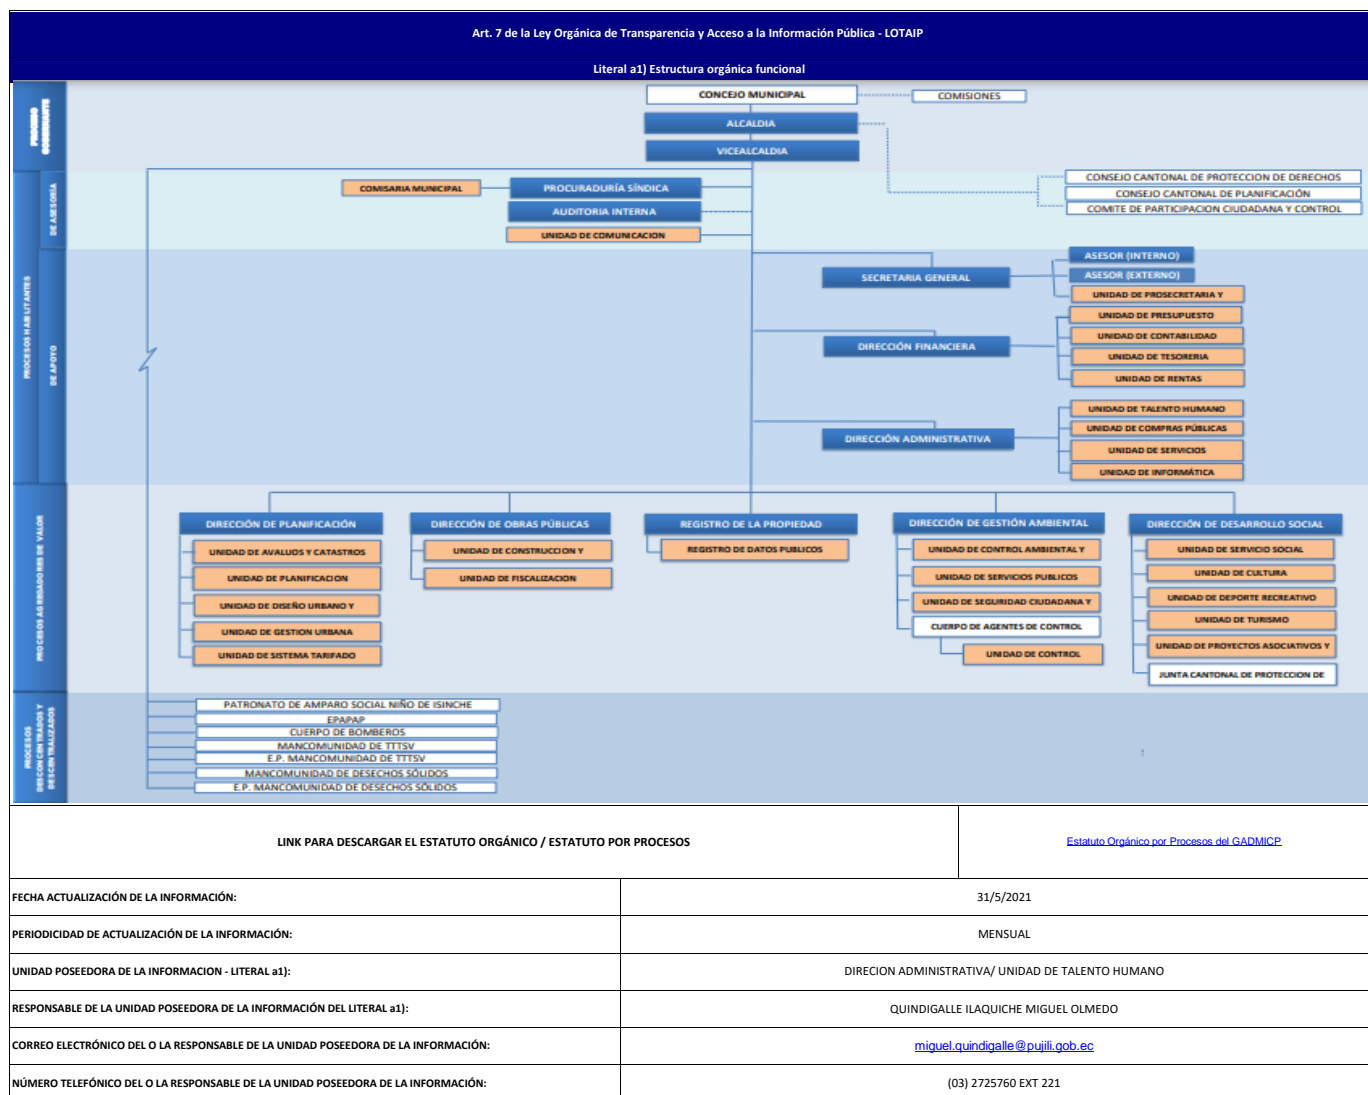 Art. 7 de la Ley Orgánica de Transparencia y Acceso a la Información Pública - LOTAIP
Literal a1) Estructura orgánica funcional
PROCESO GOBERNANTE
CONCEJO MUNICIPAL
COMISIONES
ALCALDIA
VICEALCALDIA
PROCESOS HABILITANTES
DE ASESORÍA
COMISARIA MUNICIPAL
PROCURADURÍA SÍNDICA
AUDITORIA INTERNA
UNIDAD DE COMUNICACION
CONSEJO CANTONAL DE PROTECCION DE DERECHOS
CONSEJO CANTONAL DE PLANIFICACIÓN
COMITE DE PARTICIPACION CIUDADANA Y CONTROL
DE APOYO
SECRETARIA GENERAL
ASESOR (INTERNO)
ASESOR (EXTERNO)
UNIDAD DE PROSECRETARIA Y
DIRECCIÓN FINANCIERA
UNIDAD DE PRESUPUESTO
UNIDAD DE CONTABILIDAD
UNIDAD DE TESORERIA
UNIDAD DE RENTAS
DIRECCIÓN ADMINISTRATIVA
UNIDAD DE TALENTO HUMANO
UNIDAD DE COMPRAS PÚBLICAS
UNIDAD DE SERVICIOS
UNIDAD DE INFORMÁTICA
PROCESOS AGREGADORES DE VALOR
DIRECCIÓN DE PLANIFICACIÓN
UNIDAD DE AVALUOS Y CATASTROS
UNIDAD DE PLANIFICACION
UNIDAD DE DISEÑO URBANO Y
UNIDAD DE GESTION URBANA
UNIDAD DE SISTEMA TARIFADO
DIRECCIÓN DE OBRAS PÚBLICAS
UNIDAD DE CONSTRUCCION Y
UNIDAD DE FISCALIZACION
REGISTRO DE LA PROPIEDAD
REGISTRO DE DATOS PUBLICOS
DIRECCIÓN DE GESTIÓN AMBIENTAL
UNIDAD DE CONTROL AMBIENTAL Y
UNIDAD DE SERVICIOS PUBLICOS
UNIDAD DE SEGURIDAD CIUDADANA Y
CUERPO DE AGENTES DE CONTROL
UNIDAD DE CONTROL
DIRECCIÓN DE DESARROLLO SOCIAL
UNIDAD DE SERVICIO SOCIAL
UNIDAD DE CULTURA
UNIDAD DE DEPORTE RECREATIVO
UNIDAD DE TURISMO
UNIDAD DE PROYECTOS ASOCIATIVOS Y
JUNTA CANTONAL DE PROTECCION DE
PROCESOS DESCONCENTRADOS Y DESCENTRALIZADOS
PATRONATO DE AMPARO SOCIAL NIÑO DE ISINCHE
EPAPAP
CUERPO DE BOMBEROS
MANCOMUNIDAD DE TTTSV
E.P. MANCOMUNIDAD DE TTTSV
MANCOMUNIDAD DE DESECHOS SÓLIDOS
E.P. MANCOMUNIDAD DE DESECHOS SÓLIDOS
LINK PARA DESCARGAR EL ESTATUTO ORGÁNICO / ESTATUTO POR PROCESOS
Estatuto Orgánico por Procesos del GADMICP
FECHA ACTUALIZACIÓN DE LA INFORMACIÓN:
31/5/2021
PERIODICIDAD DE ACTUALIZACIÓN DE LA INFORMACIÓN:
MENSUAL
UNIDAD POSEEDORA DE LA INFORMACION - LITERAL a1):
DIRECION ADMINISTRATIVA/ UNIDAD DE TALENTO HUMANO
RESPONSABLE DE LA UNIDAD POSEEDORA DE LA INFORMACIÓN DEL LITERAL a1):
QUINDIGALLE ILAQUICHE MIGUEL OLMEDO
CORREO ELECTRÓNICO DEL O LA RESPONSABLE DE LA UNIDAD POSEEDORA DE LA INFORMACIÓN:
miguel.quindigalle@pujili.gob.ec
NÚMERO TELEFÓNICO DEL O LA RESPONSABLE DE LA UNIDAD POSEEDORA DE LA INFORMACIÓN:
(03) 2725760 EXT 221